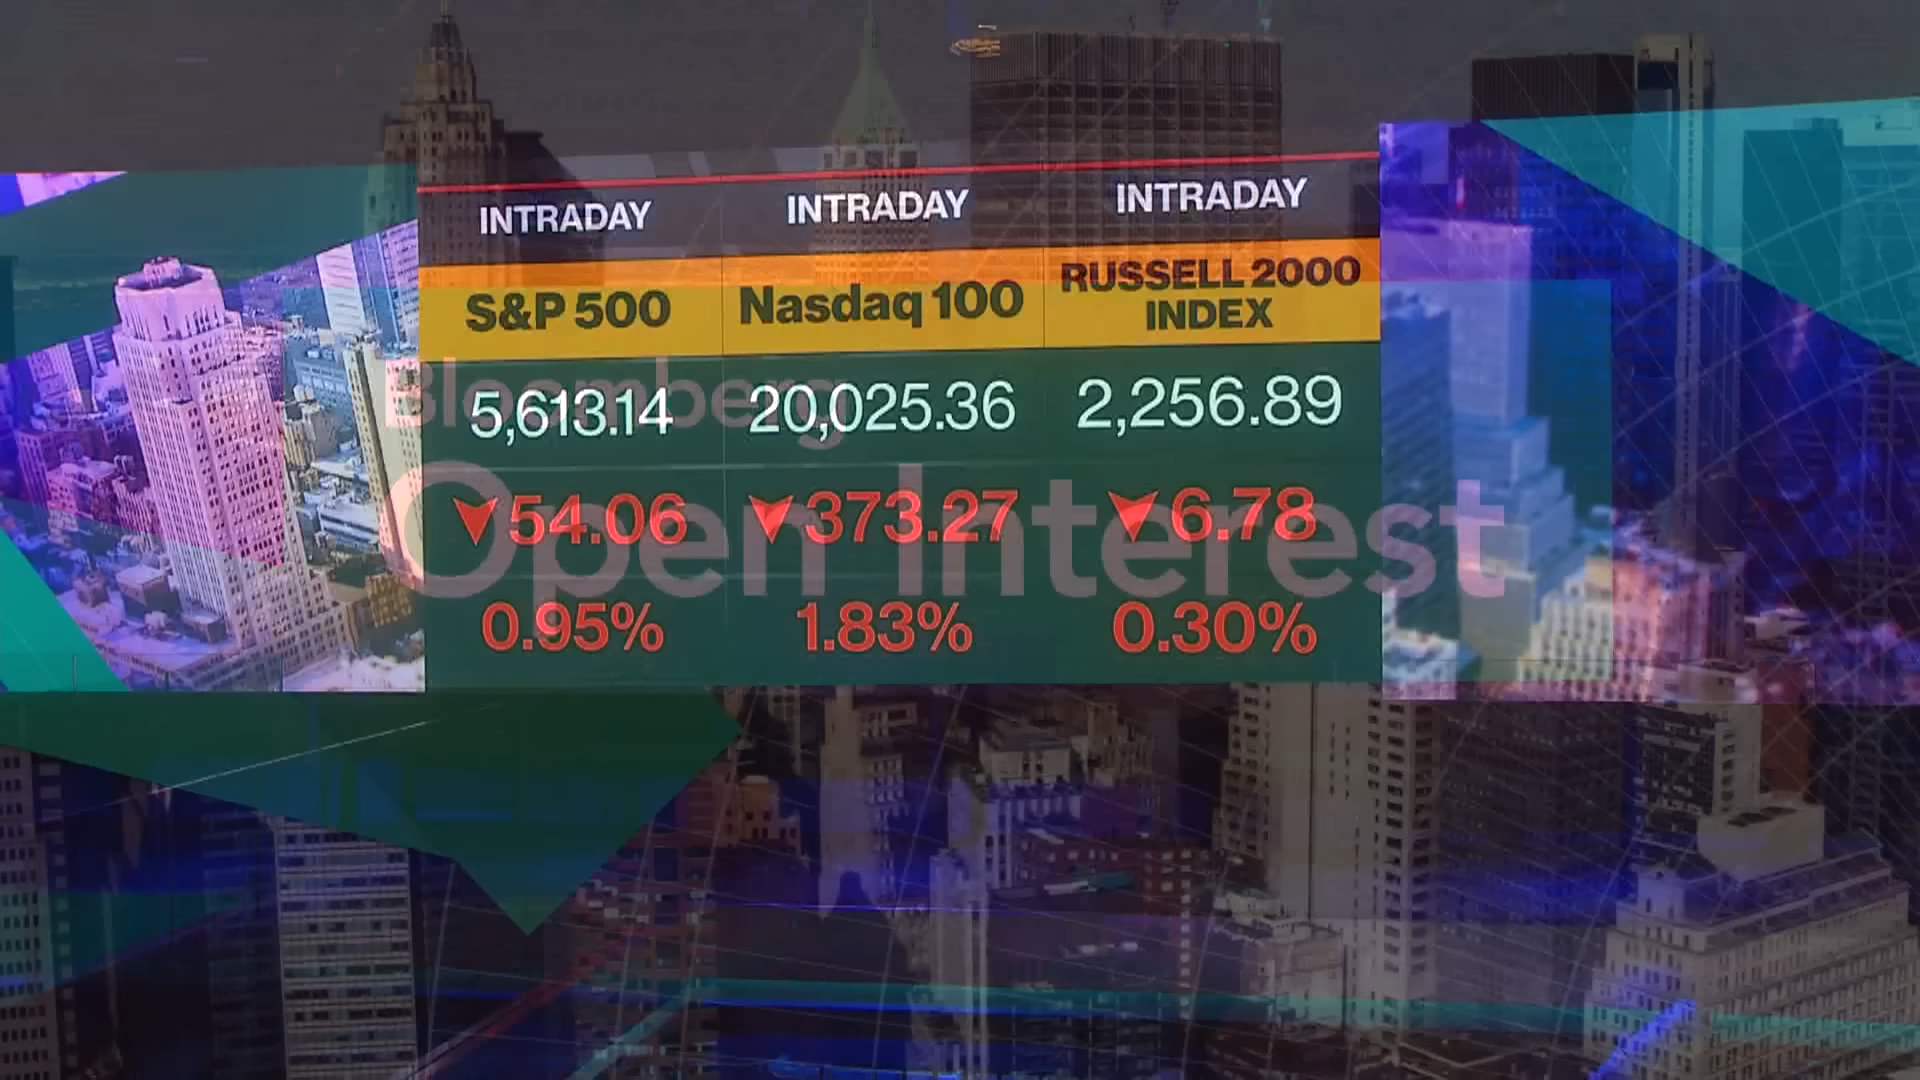 INTRADAY INTRADAY INTRADAY
S&P 500 Nasdaq 100 RUSSELL 2000
INDEX
Bloomberg
5,613.14 20,025.36 2,256.89
54.06 373.27 6.78
Open Interest
0.95% 1.83% 0.30%